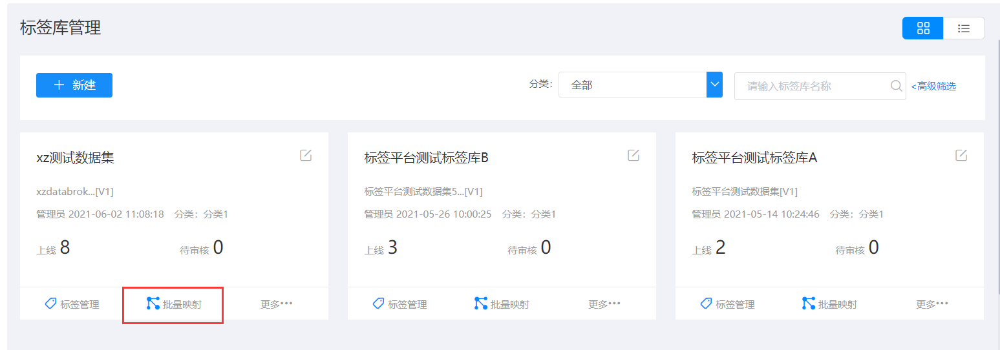 标签库管理
新建
分类： 全部 请输入标签库名称 <高级筛选
xz测试数据集
xzdatabrok...[V1]
管理员 2021-06-02 11:08:18 分类：分类1
上线 8 待审核 0
标签管理 批量映射 更多•••
标签平台测试标签库B
标签平台测试数据集5...[V1]
管理员 2021-05-26 10:00:25 分类：分类1
上线 3 待审核 0
标签管理 批量映射 更多•••
标签平台测试标签库A
标签平台测试数据集[V1]
管理员 2021-05-14 10:24:46 分类：分类1
上线 2 待审核 0
标签管理 批量映射 更多•••